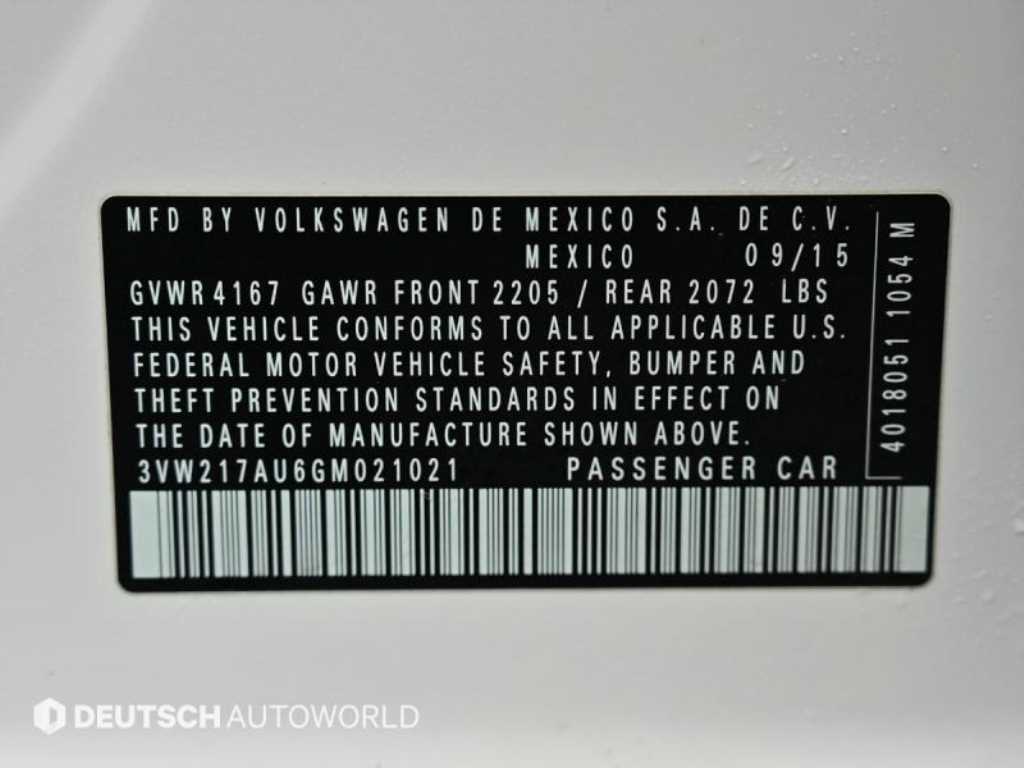 MFD BY VOLKSWAGEN DE MEXICO S.A. DE C.V.
MEXICO 09/15
GVWR 4167 GAWR FRONT 2205 / REAR 2072 LBS
THIS VEHICLE CONFORMS TO ALL APPLICABLE U.S.
FEDERAL MOTOR VEHICLE SAFETY, BUMPER AND
THEFT PREVENTION STANDARDS IN EFFECT ON
THE DATE OF MANUFACTURE SHOWN ABOVE.
3VW217AU6GM021021 PASSENGER CAR
4018051 1054 M
DEUTSCH AUTOWORLD